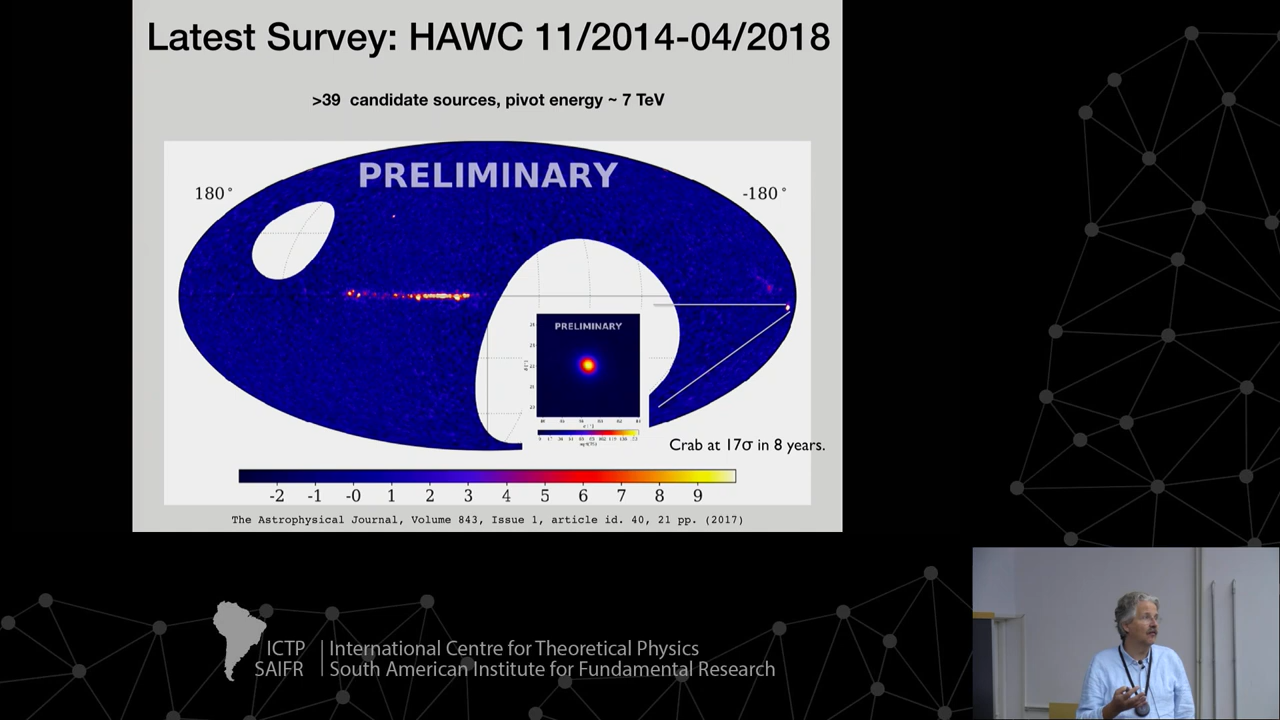 Latest Survey: HAWC 11/2014-04/2018
>39 candidate sources, pivot energy ~ 7 TeV
PRELIMINARY
180°
-180°
PRELIMINARY
Crab at 17σ in 8 years.
-2 -1 -0 1 2 3 4 5 6 7 8 9
The Astrophysical Journal, Volume 843, Issue 1, article id. 40, 21 pp. (2017)
ICTP
SAIFR
International Centre for Theoretical Physics
South American Institute for Fundamental Research